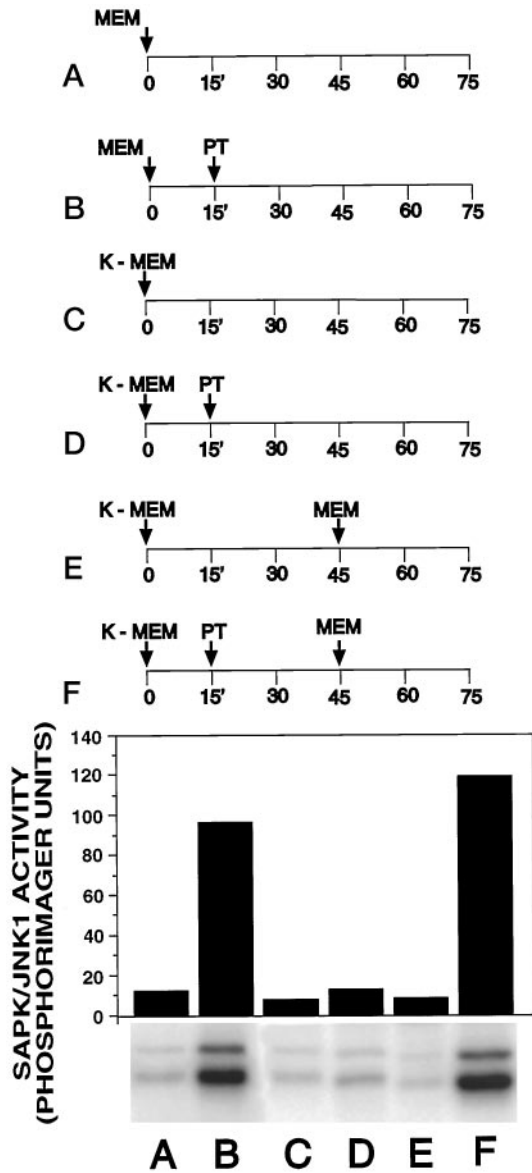 MEM
A
0 15' 30 45 60 75
MEM PT
B
0 15' 30 45 60 75
K - MEM
C
0 15' 30 45 60 75
K - MEM PT
D
0 15' 30 45 60 75
K - MEM MEM
E
0 15' 30 45 60 75
K - MEM PT MEM
F
0 15' 30 45 60 75
SAPK/JNK1 ACTIVITY
(PHOSPHORIMAGER UNITS)
140
120
100
80
60
40
20
0
A B C D E F